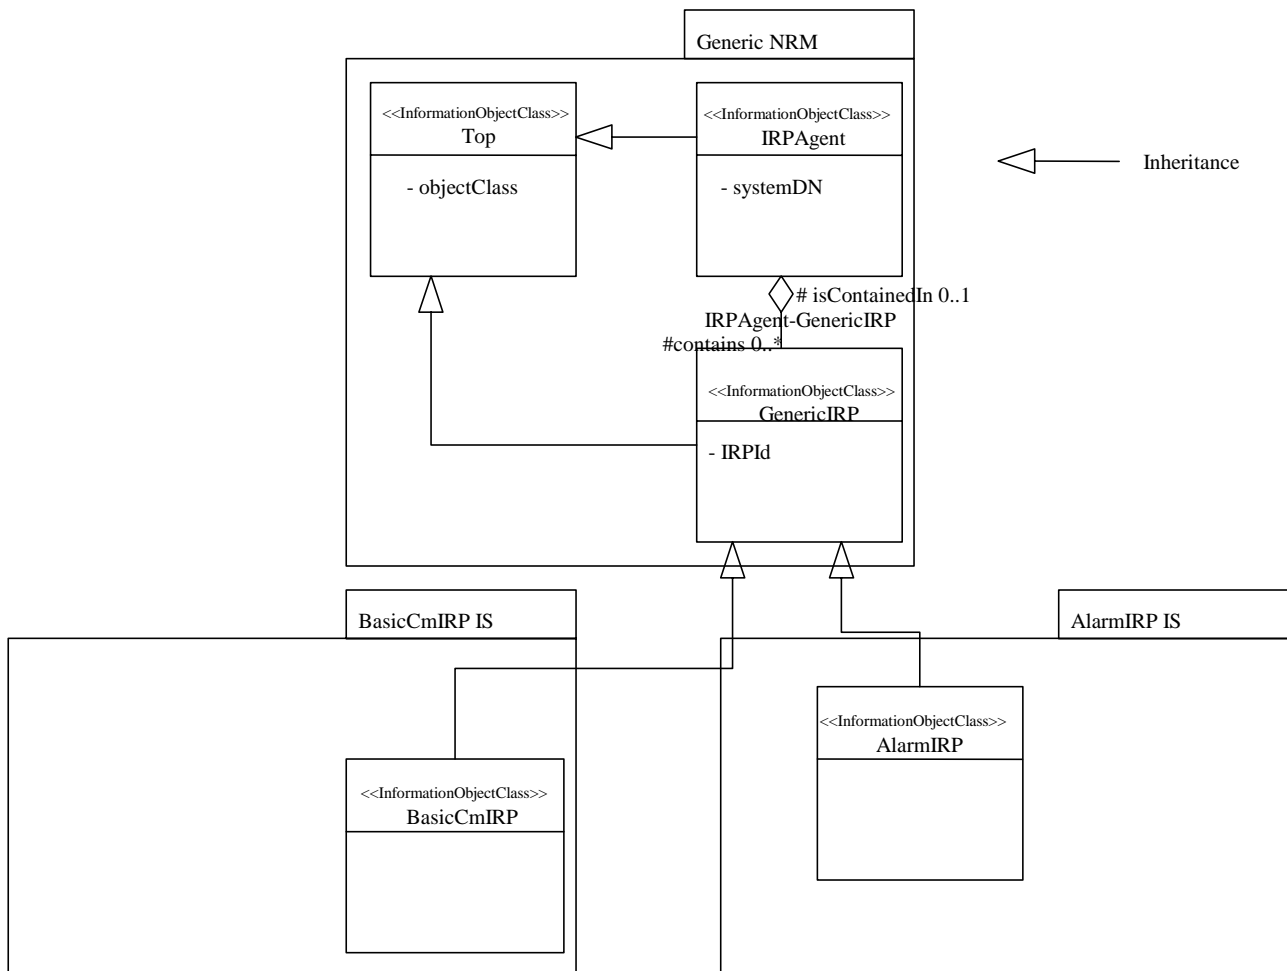 Generic NRM
<<InformationObjectClass>>
Top
- objectClass
<<InformationObjectClass>>
IRPAgent
- systemDN
Inheritance
# isContainedIn 0..1
IRPAgent-GenericIRP
#contains 0..*
<<InformationObjectClass>>
GenericIRP
- IRPId
BasicCmIRP IS
AlarmIRP IS
<<InformationObjectClass>>
AlarmIRP
<<InformationObjectClass>>
BasicCmIRP